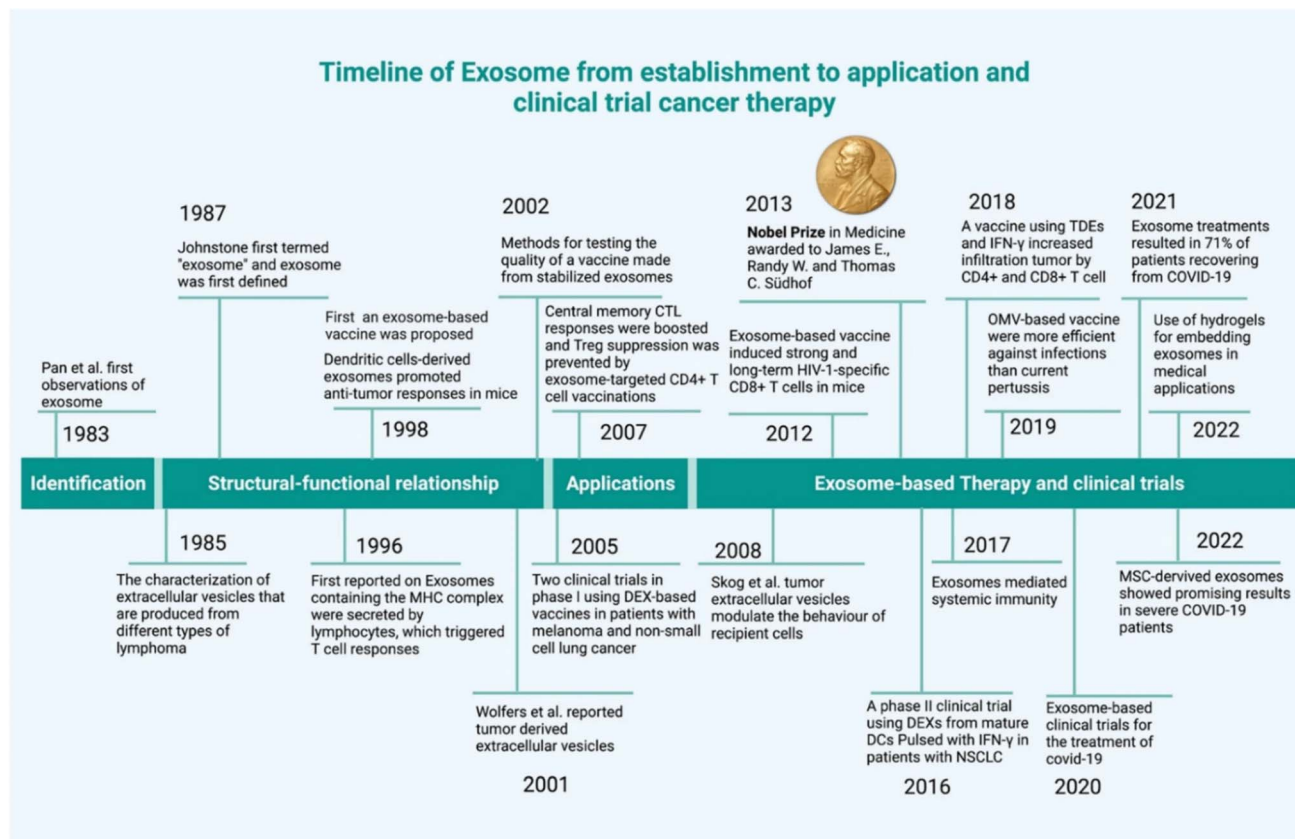 Timeline of Exosome from establishment to application and
clinical trial cancer therapy
1987
Johnstone first termed
"exosome" and exosome
was first defined
2002
Methods for testing the
quality of a vaccine made
from stabilized exosomes
2013
Nobel Prize in Medicine
awarded to James E.,
Randy W. and Thomas
C. Südhof
2018
A vaccine using TDEs
and IFN-γ increased
infiltration tumor by
CD4+ and CD8+ T cell
2021
Exosome treatments
resulted in 71% of
patients recovering
from COVID-19
Pan et al. first
observations of
exosome
1983
First an exosome-based
vaccine was proposed
Dendritic cells-derived
exosomes promoted
anti-tumor responses in mice
1998
Central memory CTL
responses were boosted
and Treg suppression was
prevented by
exosome-targeted CD4+ T
cell vaccinations
2007
Exosome-based vaccine
induced strong and
long-term HIV-1-specific
CD8+ T cells in mice
2012
OMV-based vaccine
were more efficient
against infections
than current
pertussis
2019
Use of hydrogels
for embedding
exosomes in
medical
applications
2022
Identification
Structural-functional relationship
Applications
Exosome-based Therapy and clinical trials
1985
The characterization of
extracellular vesicles that
are produced from
different types of
lymphoma
1996
First reported on Exosomes
containing the MHC complex
were secreted by
lymphocytes, which triggered
T cell responses
2005
Two clinical trials in
phase I using DEX-based
vaccines in patients with
melanoma and non-small
cell lung cancer
2008
Skog et al. tumor
extracellular vesicles
modulate the behaviour of
recipient cells
2017
Exosomes mediated
systemic immunity
2022
MSC-dervived exosomes
showed promising results
in severe COVID-19
patients
Wolfers et al. reported
tumor derived
extracellular vesicles
2001
A phase II clinical trial
using DEXs from mature
DCs Pulsed with IFN-γ in
patients with NSCLC
2016
Exosome-based
clinical trials for
the treatment of
covid-19
2020